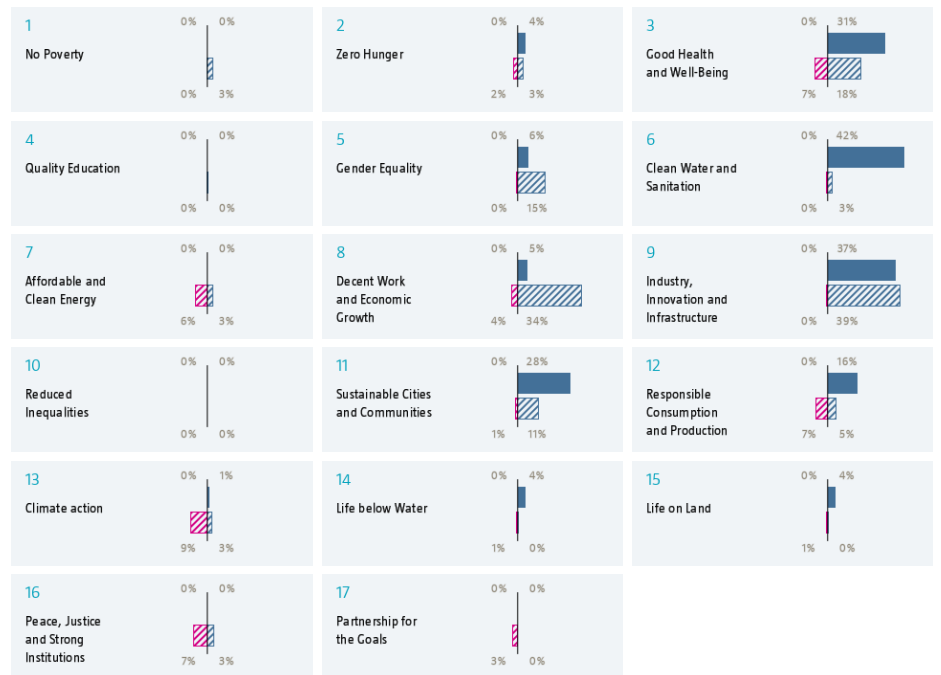 1
0% 0%
No Poverty
0% 3%
2
0% 4%
Zero Hunger
2% 3%
3
0% 31%
Good Health
and Well-Being
7% 18%
4
0% 0%
Quality Education
0% 0%
5
0% 6%
Gender Equality
0% 15%
6
0% 42%
Clean Water and
Sanitation
0% 3%
7
0% 0%
Affordable and
Clean Energy
6% 3%
8
0% 5%
Decent Work
and Economic
Growth
4% 34%
9
0% 37%
Industry,
Innovation and
Infrastructure
0% 39%
10
0% 0%
Reduced
Inequalities
0% 0%
11
0% 28%
Sustainable Cities
and Communities
1% 11%
12
0% 16%
Responsible
Consumption
and Production
7% 5%
13
0% 1%
Climate action
9% 3%
14
0% 4%
Life below Water
1% 0%
15
0% 4%
Life on Land
1% 0%
16
0% 0%
Peace, Justice
and Strong
Institutions
7% 3%
17
0% 0%
Partnership for
the Goals
3% 0%